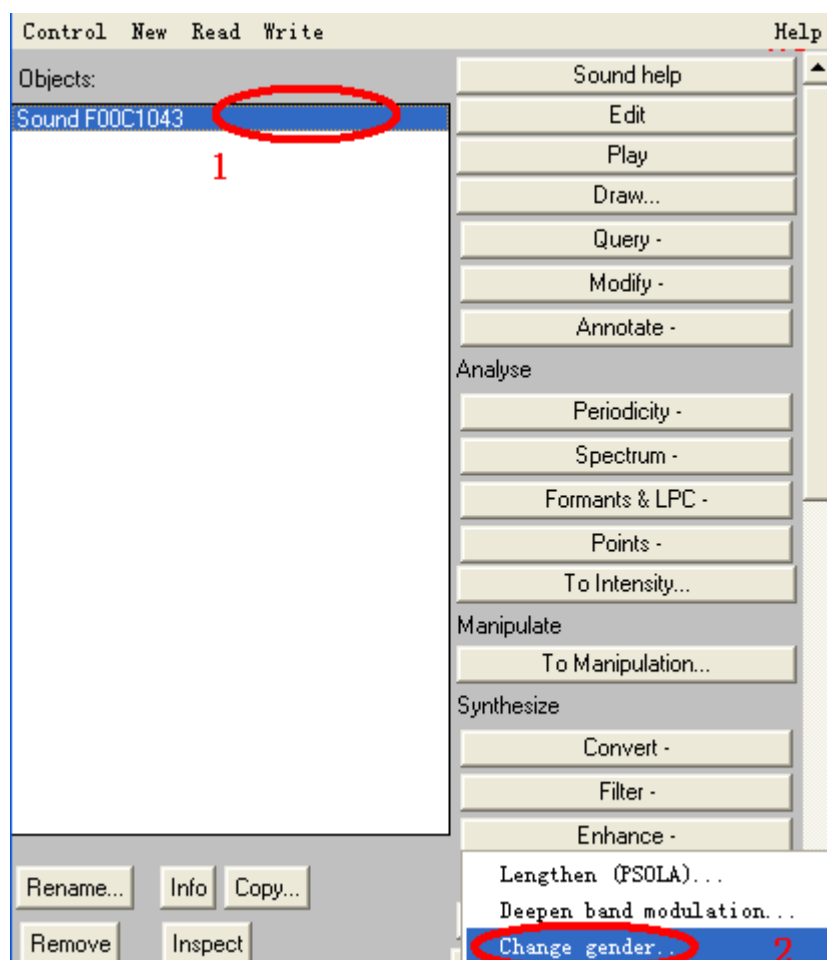 Control New Read Write Help
Objects:
Sound F00C1043
1
Sound help
Edit
Play
Draw...
Query -
Modify -
Annotate -
Analyse
Periodicity -
Spectrum -
Formants & LPC -
Points -
To Intensity...
Manipulate
To Manipulation...
Synthesize
Convert -
Filter -
Enhance -
Lengthen (PSOLA)...
Deepen band modulation...
Change gender.. 2
Rename... Info Copy...
Remove Inspect